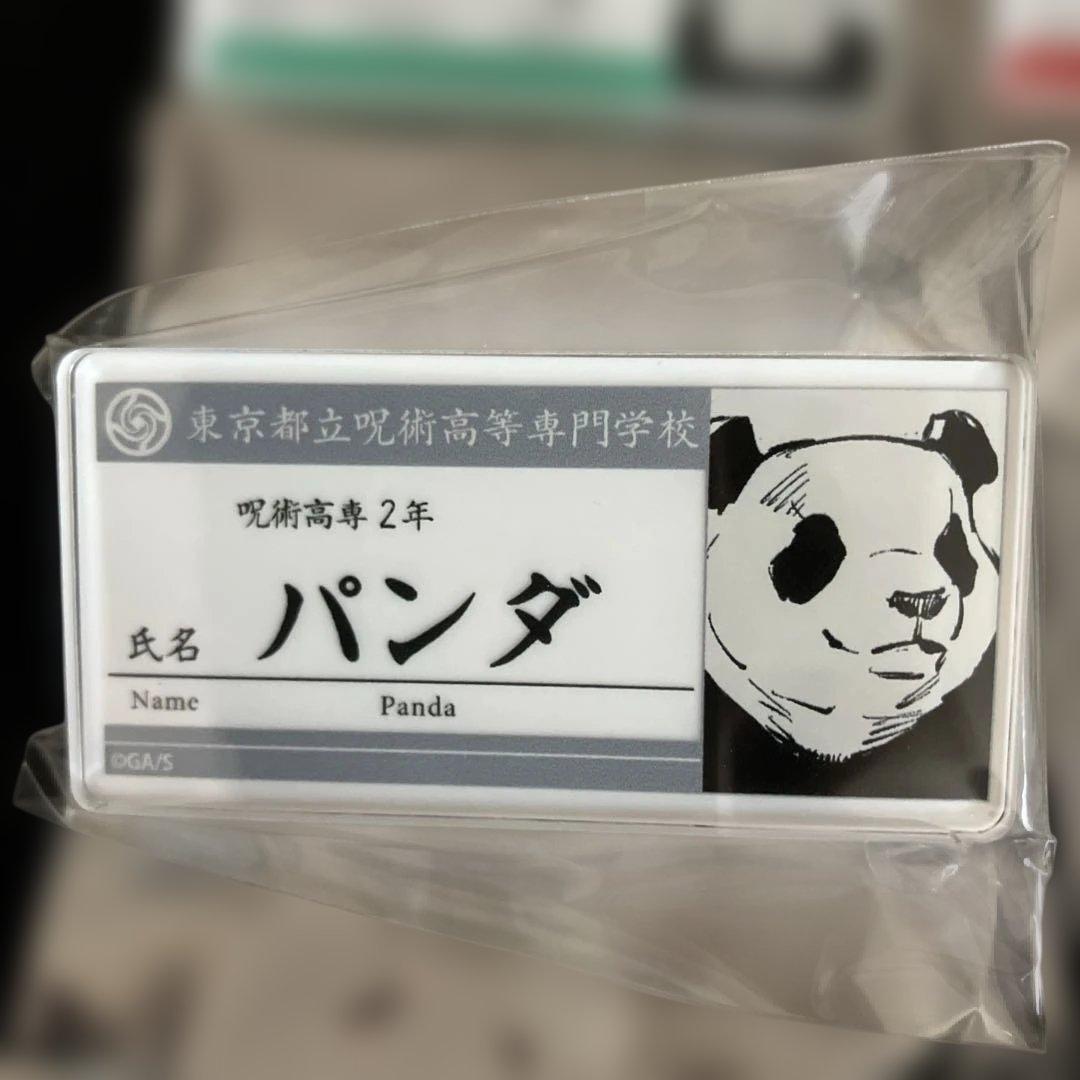 東京都立呪術高等専門学校
呪術高専 2年
氏名 パンダ
Name Panda
©GA/S